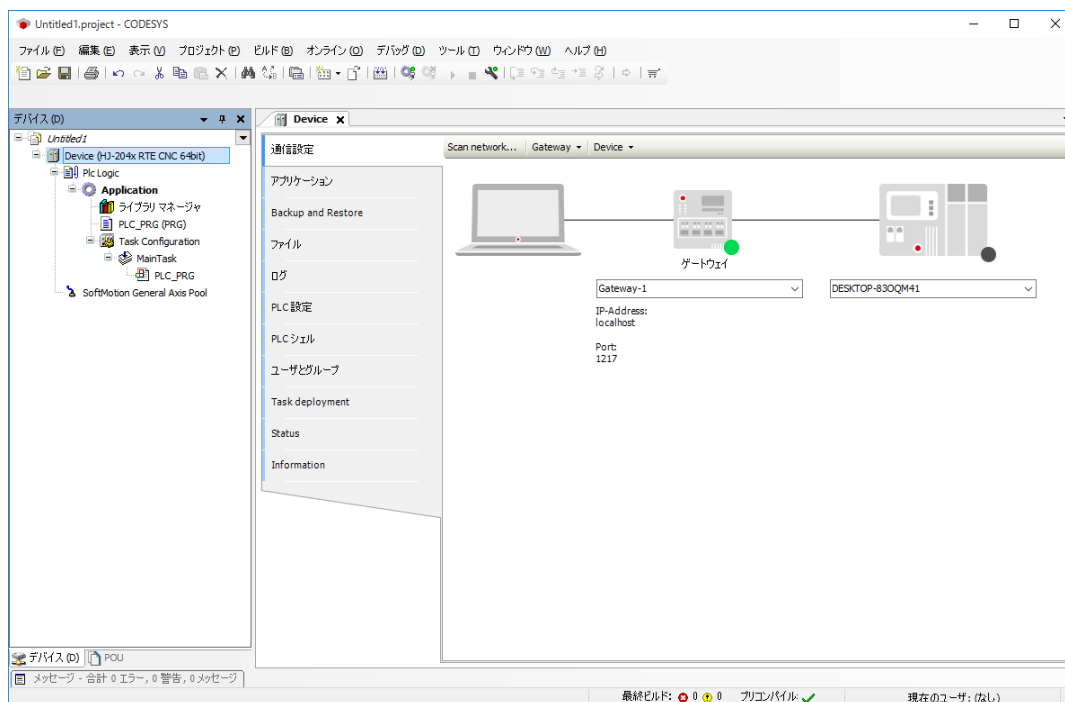 Untitled1.project - CODESYS
ファイル(F) 編集(E) 表示(V) プロジェクト(P) ビルド(B) オンライン(O) デバッグ(D) ツール(T) ウィンドウ(W) ヘルプ(H)
デバイス(D)
Untitled1
Device (HJ-204x RTE CNC 64bit)
Plc Logic
Application
ライブラリ マネージャ
PLC_PRG (PRG)
Task Configuration
MainTask
PLC_PRG
SoftMotion General Axis Pool
デバイス(D) POU
Device
通信設定
アプリケーション
Backup and Restore
ファイル
ログ
PLC 設定
PLC シェル
ユーザとグループ
Task deployment
Status
Information
Scan network... Gateway Device
ゲートウェイ
Gateway-1 DESKTOP-83OQM41
IP-Address:
localhost
Port:
1217
メッセージ - 合計 0 エラー, 0 警告, 0 メッセージ
最終ビルド: 0 0 プリコンパイル: 現在のユーザ: (なし)